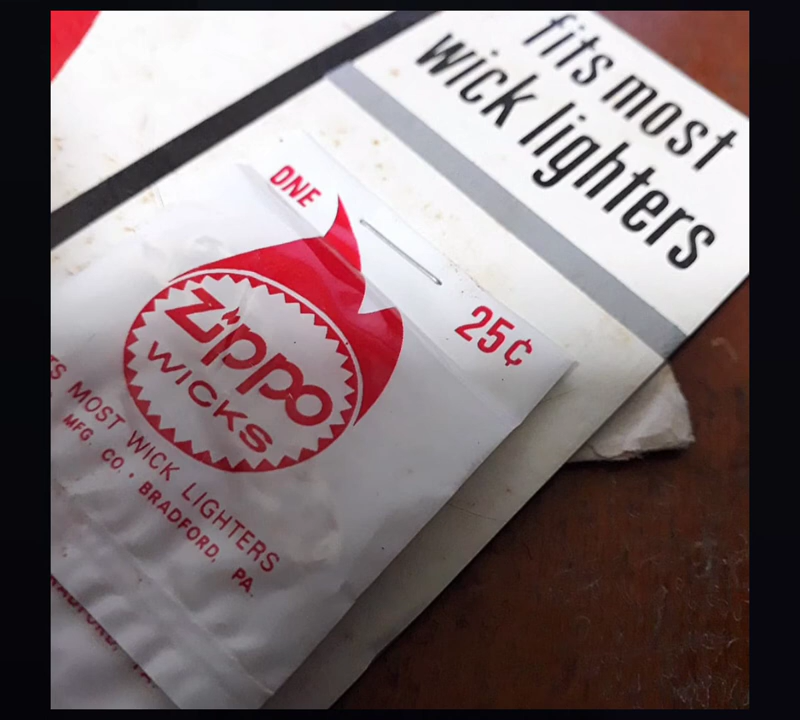 fits most
wick lighters
ONE
25¢
Zippo
WICKS
MOST WICK LIGHTERS
MFG. CO. • BRADFORD, PA.